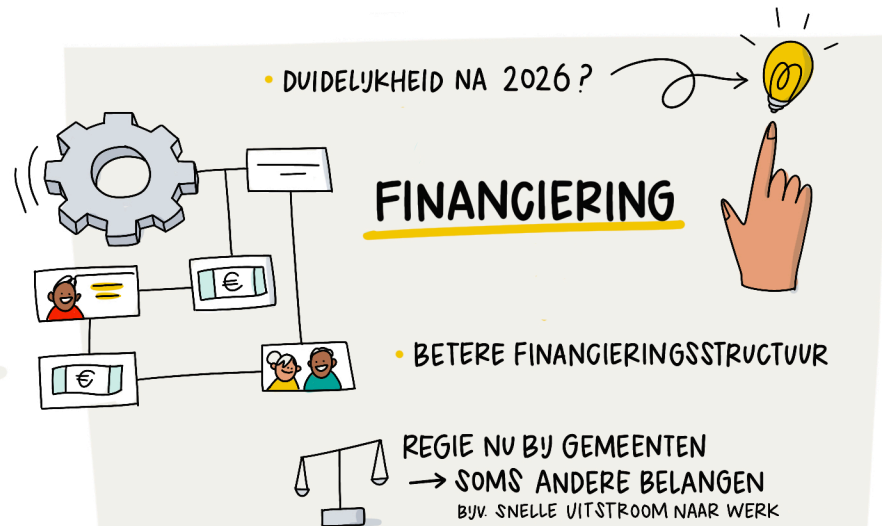 • DUIDELIJKHEID NA 2026?
FINANCIERING
€
€
• BETERE FINANCIERINGSSTRUCTUUR
REGIE NU BIJ GEMEENTEN
→ SOMS ANDERE BELANGEN
BIJV. SNELLE UITSTROOM NAAR WERK